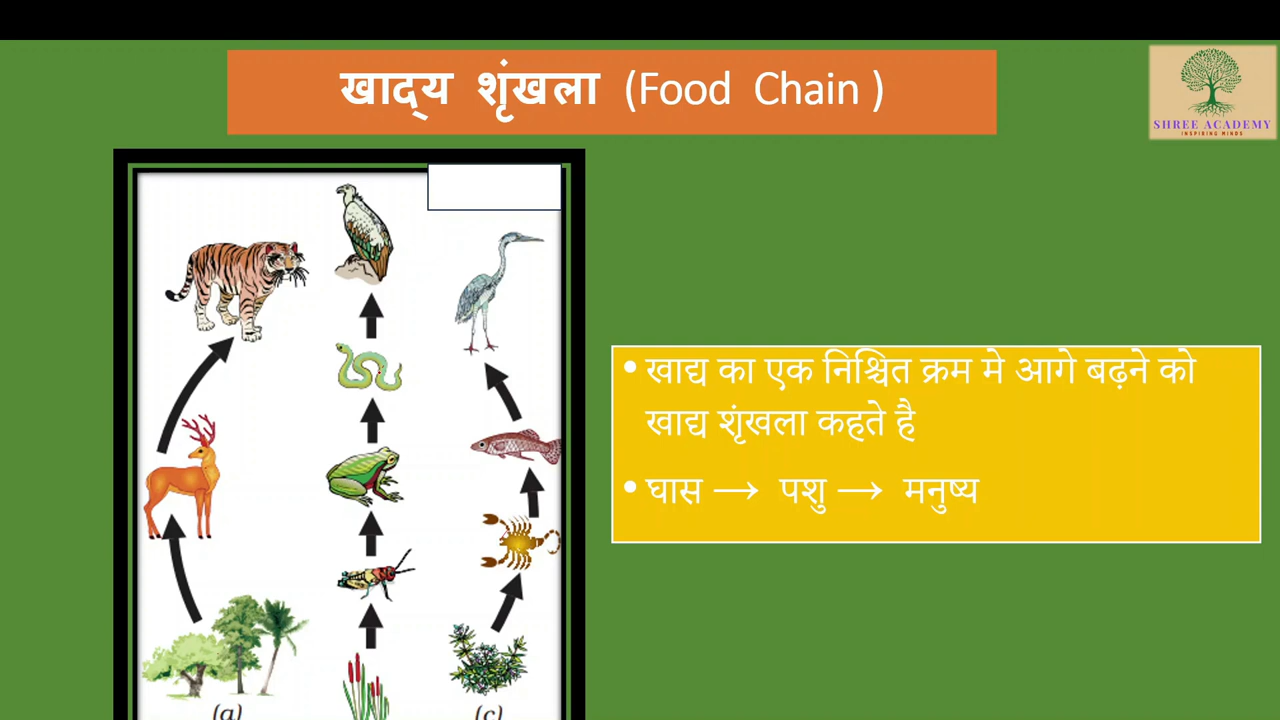 खाद्य शृंखला (Food Chain )
SHREE ACADEMY
INSPIRING MINDS
• खाद्य का एक निश्चित क्रम मे आगे बढ़ने को
खाद्य शृंखला कहते है
• घास → पशु → मनुष्य
(a)
(c)